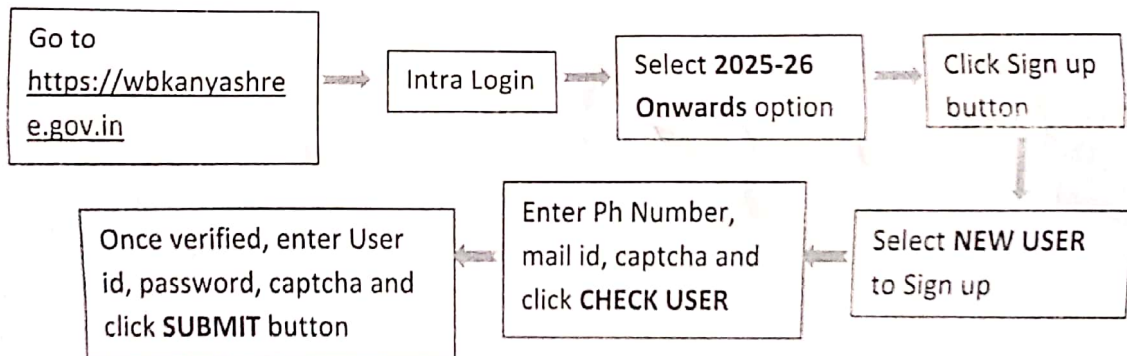 Go to
https://wbkanyashre
e.gov.in
Intra Login
Select 2025-26
Onwards option
Click Sign up
button
Select NEW USER
to Sign up
Enter Ph Number,
mail id, captcha and
click CHECK USER
Once verified, enter User
id, password, captcha and
click SUBMIT button